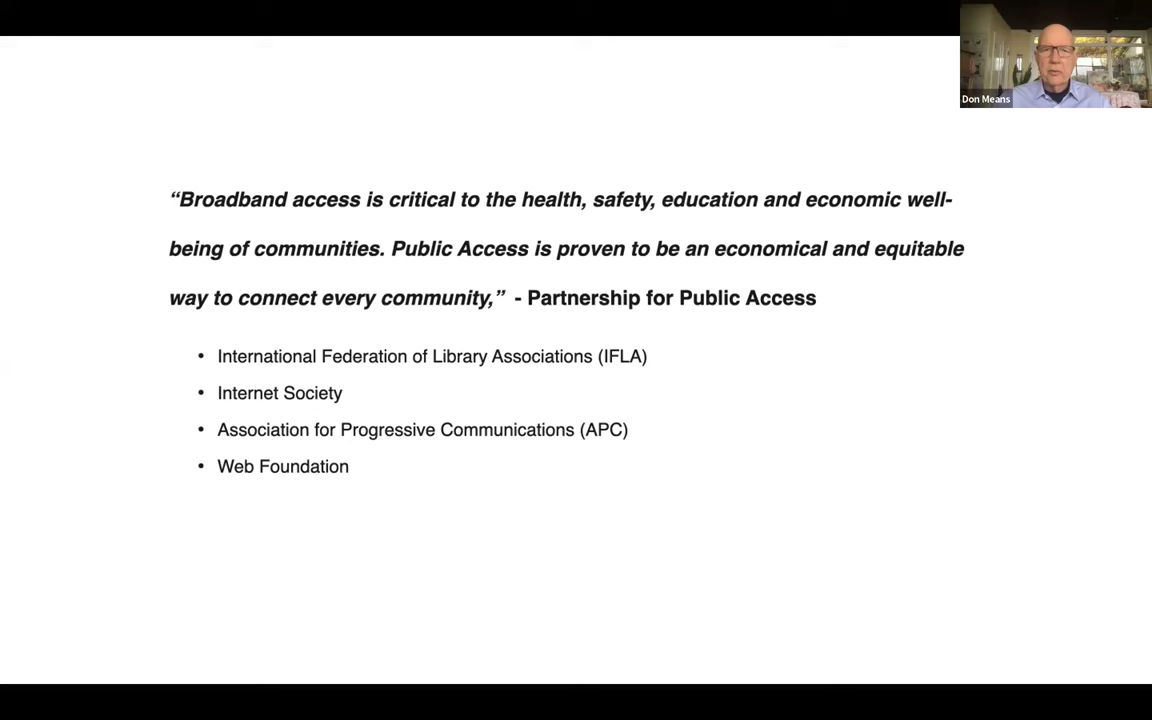 Don Means
“Broadband access is critical to the health, safety, education and economic well-
being of communities. Public Access is proven to be an economical and equitable
way to connect every community,” - Partnership for Public Access
• International Federation of Library Associations (IFLA)
• Internet Society
• Association for Progressive Communications (APC)
• Web Foundation